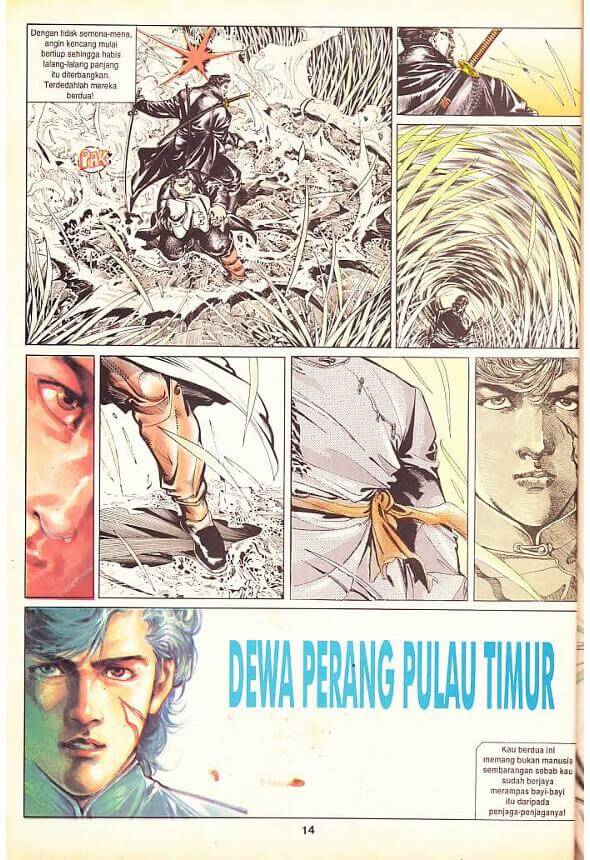 Dengan tidak semena-mena,
angin kencang mulai
bertiup sehingga habis
lalang-lalang panjang
itu diterbangkan.
Terdedahlah mereka
berdua!
PAK
DEWA PERANG PULAU TIMUR
Kau berdua ini
memang bukan manusia
sembarangan sebab kau
sudah berjaya
merampas bayi-bayi
itu daripada
penjaga-penjaganya!
14